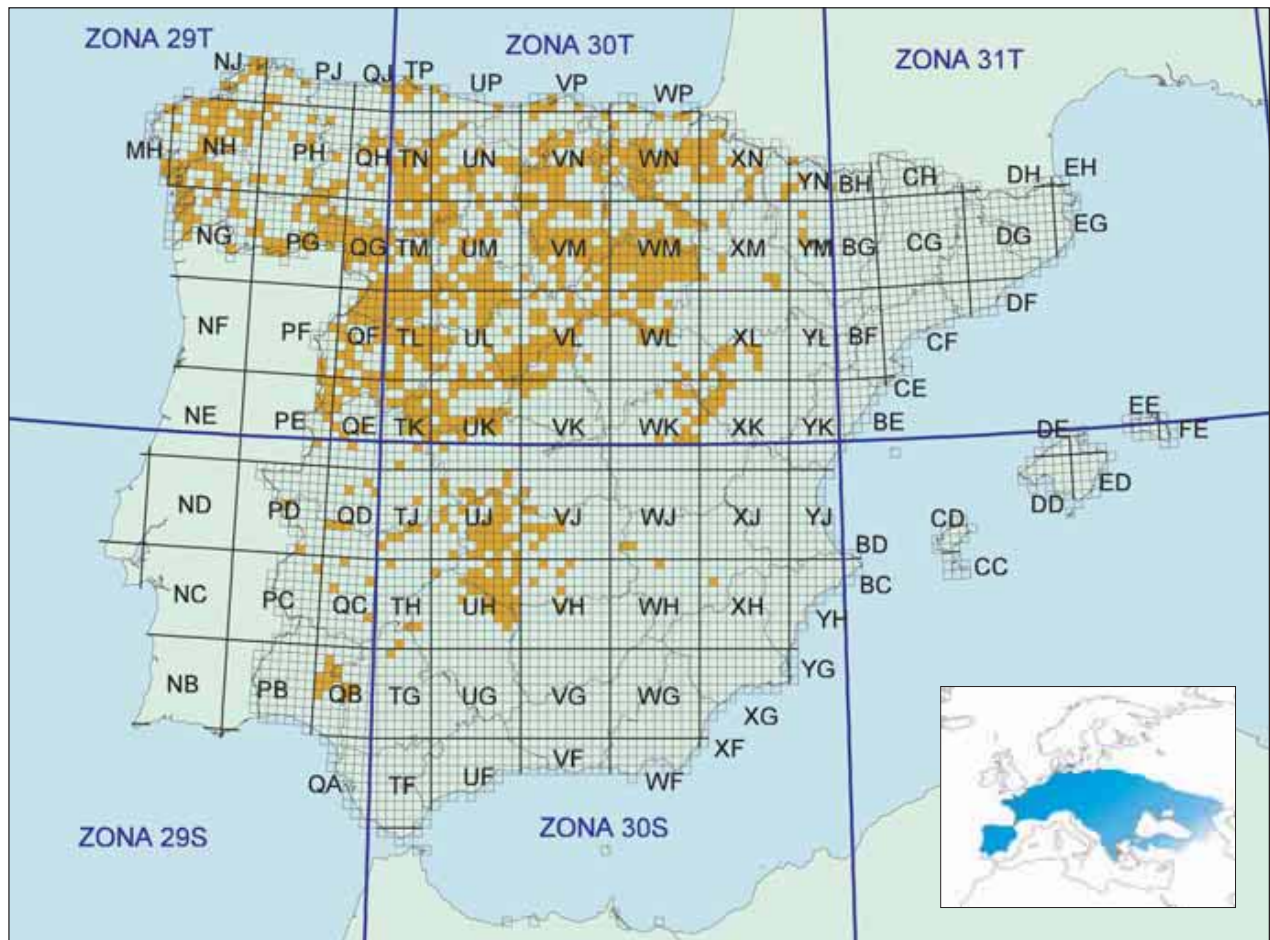 ZONA 29T
ZONA 30T
ZONA 31T
NJ PJ QJ TP UP VP WP
MH NH PH QH TN UN VN WN XN YN BH CH DH EH
NG PG QG TM UM VM WM XM YM BG CG DG EG
NF PF QF TL UL VL WL XL YL BF CF DF
NE PE QE TK UK VK WK XK YK BE CE DE EE FE
ND PD QD TJ UJ VJ WJ XJ YJ BD CD DD ED
NC PC QC TH UH VH WH XH YH BC CC
NB PB QB TG UG VG WG XG YG
QA TF UF VF WF XF
ZONA 29S
ZONA 30S